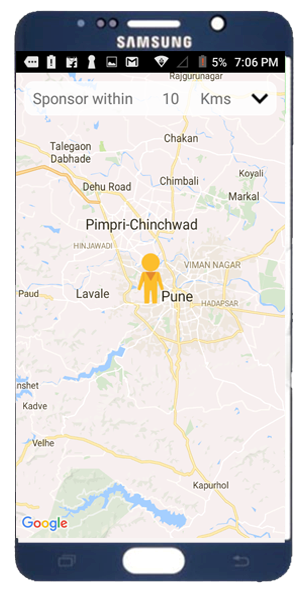 SAMSUNG
5% 7:06 PM
Rajgurunagar
Sponsor within 10 Kms
Chakan
Talegaon
Dabhade
Chimbali
Koyali
Dehu Road
Markal
Pimpri-Chinchwad
HINJAWADI
VIMAN NAGAR
Paud
Lavale
Pune
HADAPSAR
nshet
Kadve
Velhe
Kapurhol
Google